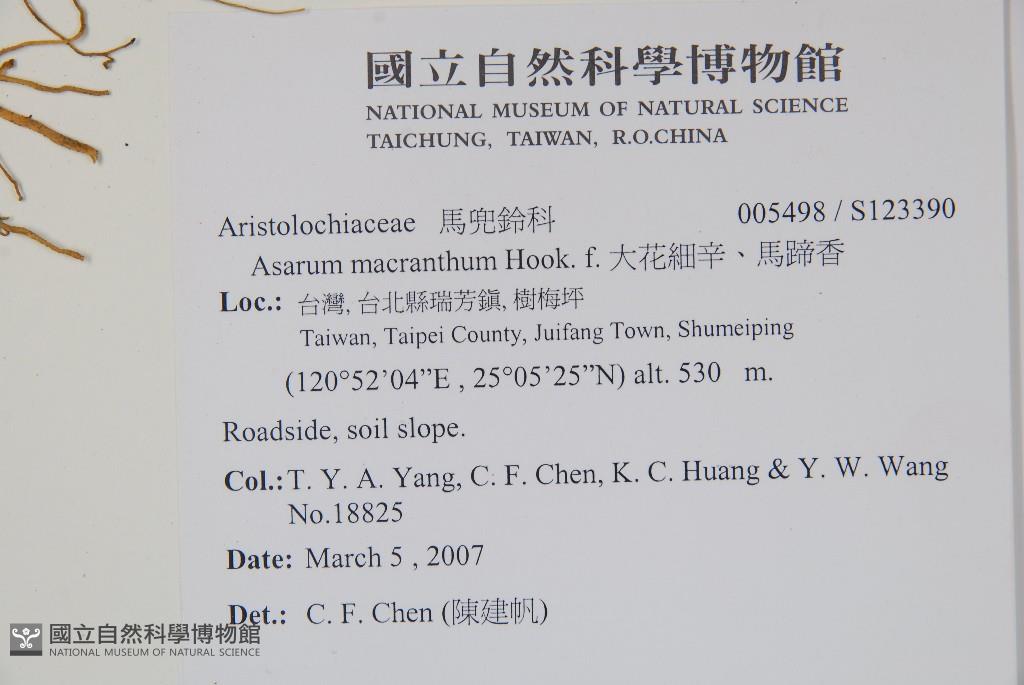 國立自然科學博物館
NATIONAL MUSEUM OF NATURAL SCIENCE
TAICHUNG, TAIWAN, R.O.CHINA
Aristolochiaceae 馬兜鈴科 005498 / S123390
Asarum macranthum Hook. f. 大花細辛、馬蹄香
Loc.: 台灣, 台北縣瑞芳鎮, 樹梅坪
Taiwan, Taipei County, Juifang Town, Shumeiping
(120°52’04”E , 25°05’25”N) alt. 530 m.
Roadside, soil slope.
Col.: T. Y. A. Yang, C. F. Chen, K. C. Huang & Y. W. Wang
No.18825
Date: March 5 , 2007
Det.: C. F. Chen (陳建帆)
國立自然科學博物館
NATIONAL MUSEUM OF NATURAL SCIENCE